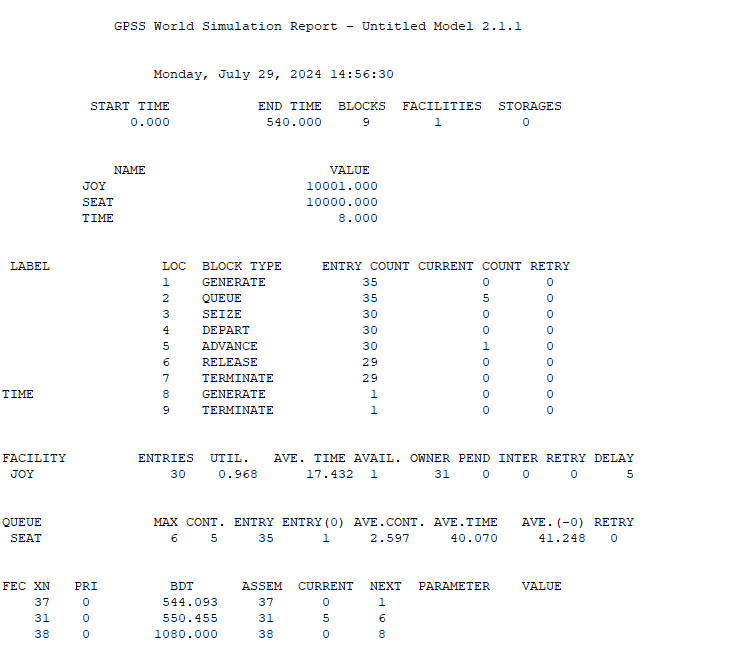 GPSS World Simulation Report - Untitled Model 2.1.1
Monday, July 29, 2024 14:56:30
START TIME END TIME BLOCKS FACILITIES STORAGES
0.000 540.000 9 1 0
NAME VALUE
JOY 10001.000
SEAT 10000.000
TIME 8.000
LABEL LOC BLOCK TYPE ENTRY COUNT CURRENT COUNT RETRY
1 GENERATE 35 0 0
2 QUEUE 35 5 0
3 SEIZE 30 0 0
4 DEPART 30 0 0
5 ADVANCE 30 1 0
6 RELEASE 29 0 0
7 TERMINATE 29 0 0
TIME 8 GENERATE 1 0 0
9 TERMINATE 1 0 0
FACILITY ENTRIES UTIL. AVE. TIME AVAIL. OWNER PEND INTER RETRY DELAY
JOY 30 0.968 17.432 1 31 0 0 0 5
QUEUE MAX CONT. ENTRY ENTRY(0) AVE.CONT. AVE.TIME AVE.(-0) RETRY
SEAT 6 5 35 1 2.597 40.070 41.248 0
FEC XN PRI BDT ASSEM CURRENT NEXT PARAMETER VALUE
37 0 544.093 37 0 1
31 0 550.455 31 5 6
38 0 1080.000 38 0 8